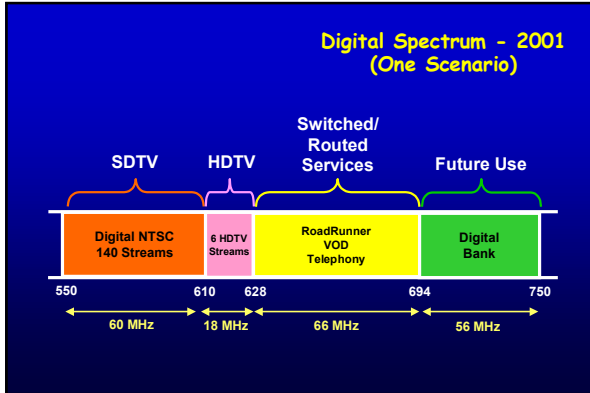 Digital Spectrum - 2001
(One Scenario)
SDTV
HDTV
Switched/
Routed
Services
Future Use
Digital NTSC
140 Streams
6 HDTV
Streams
RoadRunner
VOD
Telephony
Digital
Bank
550
610
628
694
750
60 MHz
18 MHz
66 MHz
56 MHz